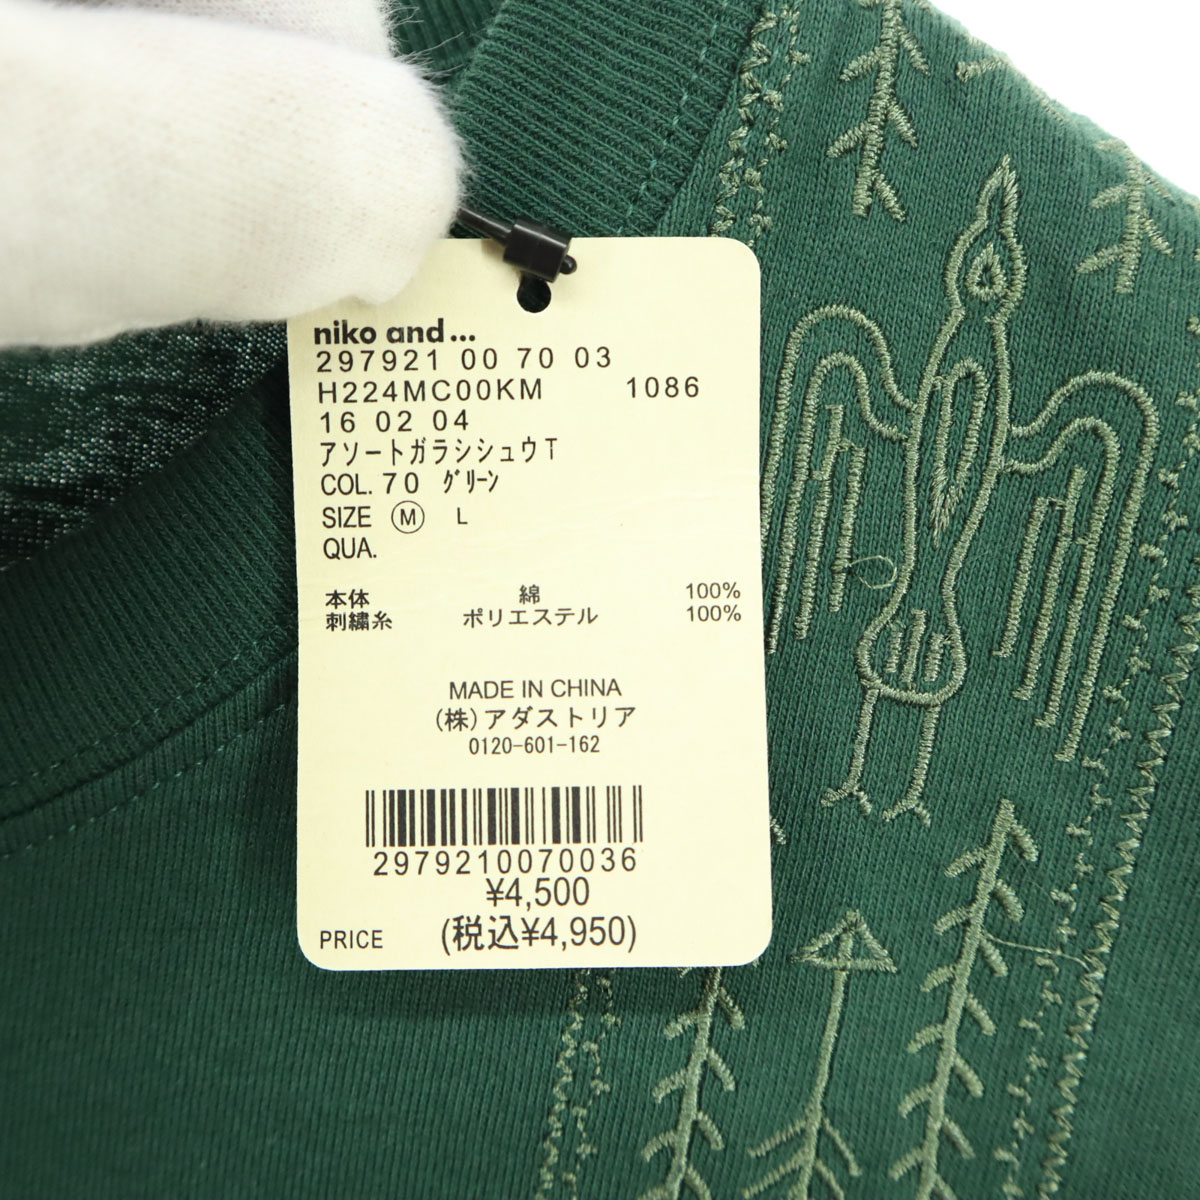 niko and...
297921 00 70 03
H224MC00KM 1086
16 02 04
アソートガラシシュウT
COL. 70 グリーン
SIZE Ⓜ L
QUA.
本体 綿 100%
刺繍糸 ポリエステル 100%
MADE IN CHINA
(株)アダストリア
0120-601-162
2979210070036
¥4,500
PRICE (税込¥4,950)